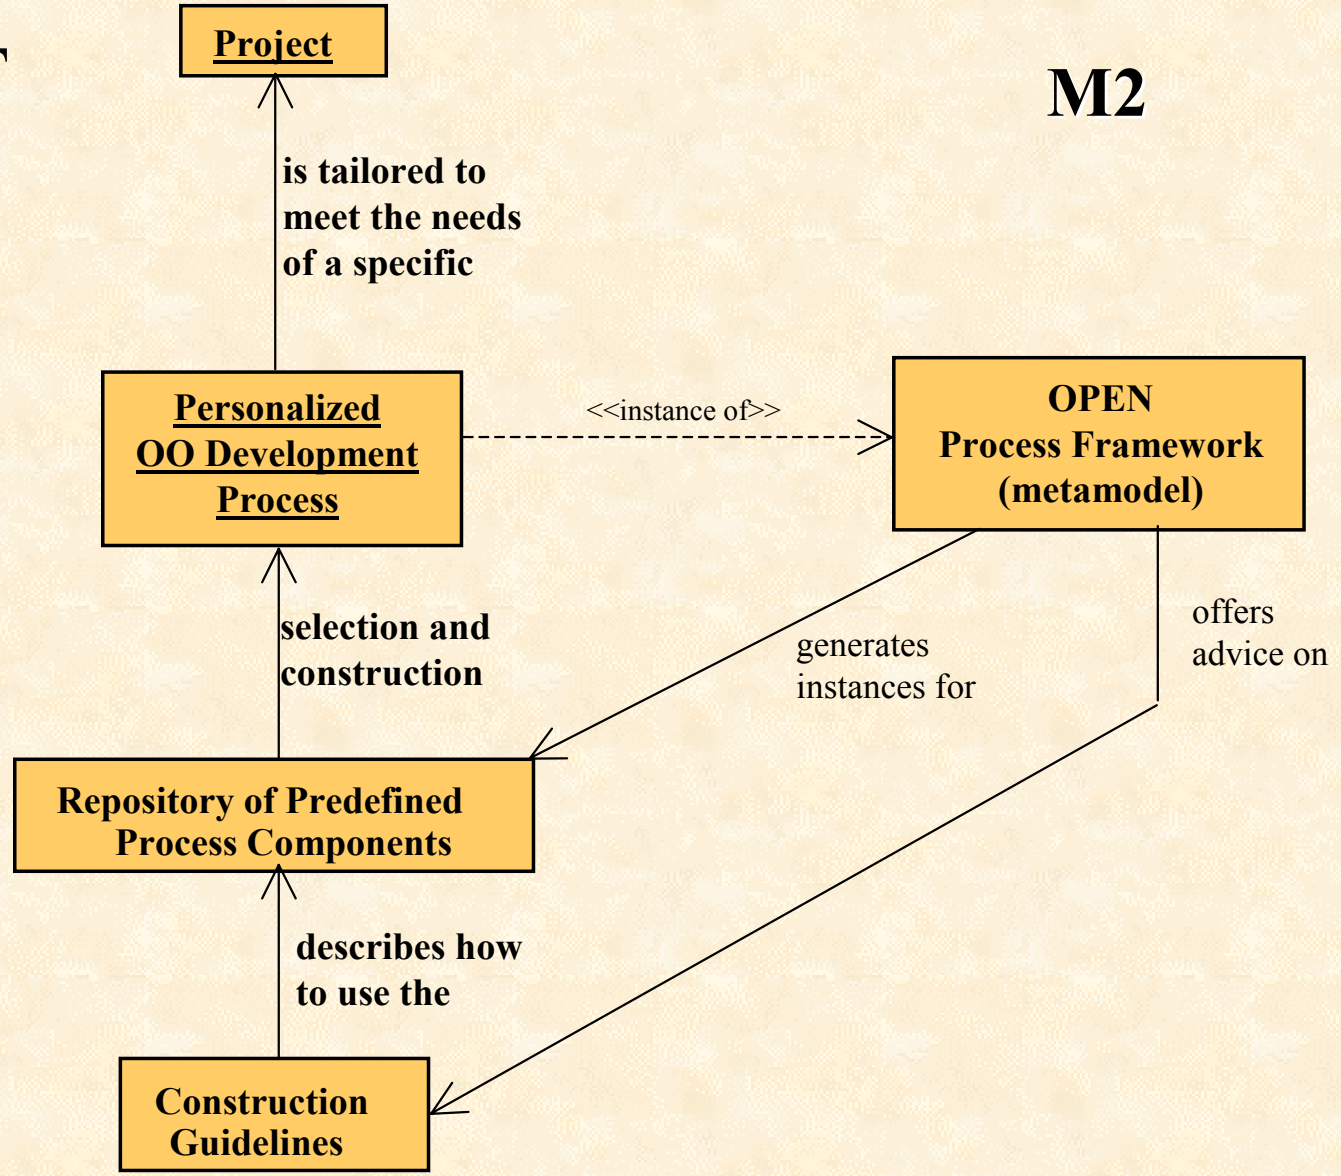 Project
M2
is tailored to
meet the needs
of a specific
Personalized
OO Development
Process
<<instance of>>
OPEN
Process Framework
(metamodel)
selection and
construction
generates
instances for
offers
advice on
Repository of Predefined
Process Components
describes how
to use the
Construction
Guidelines